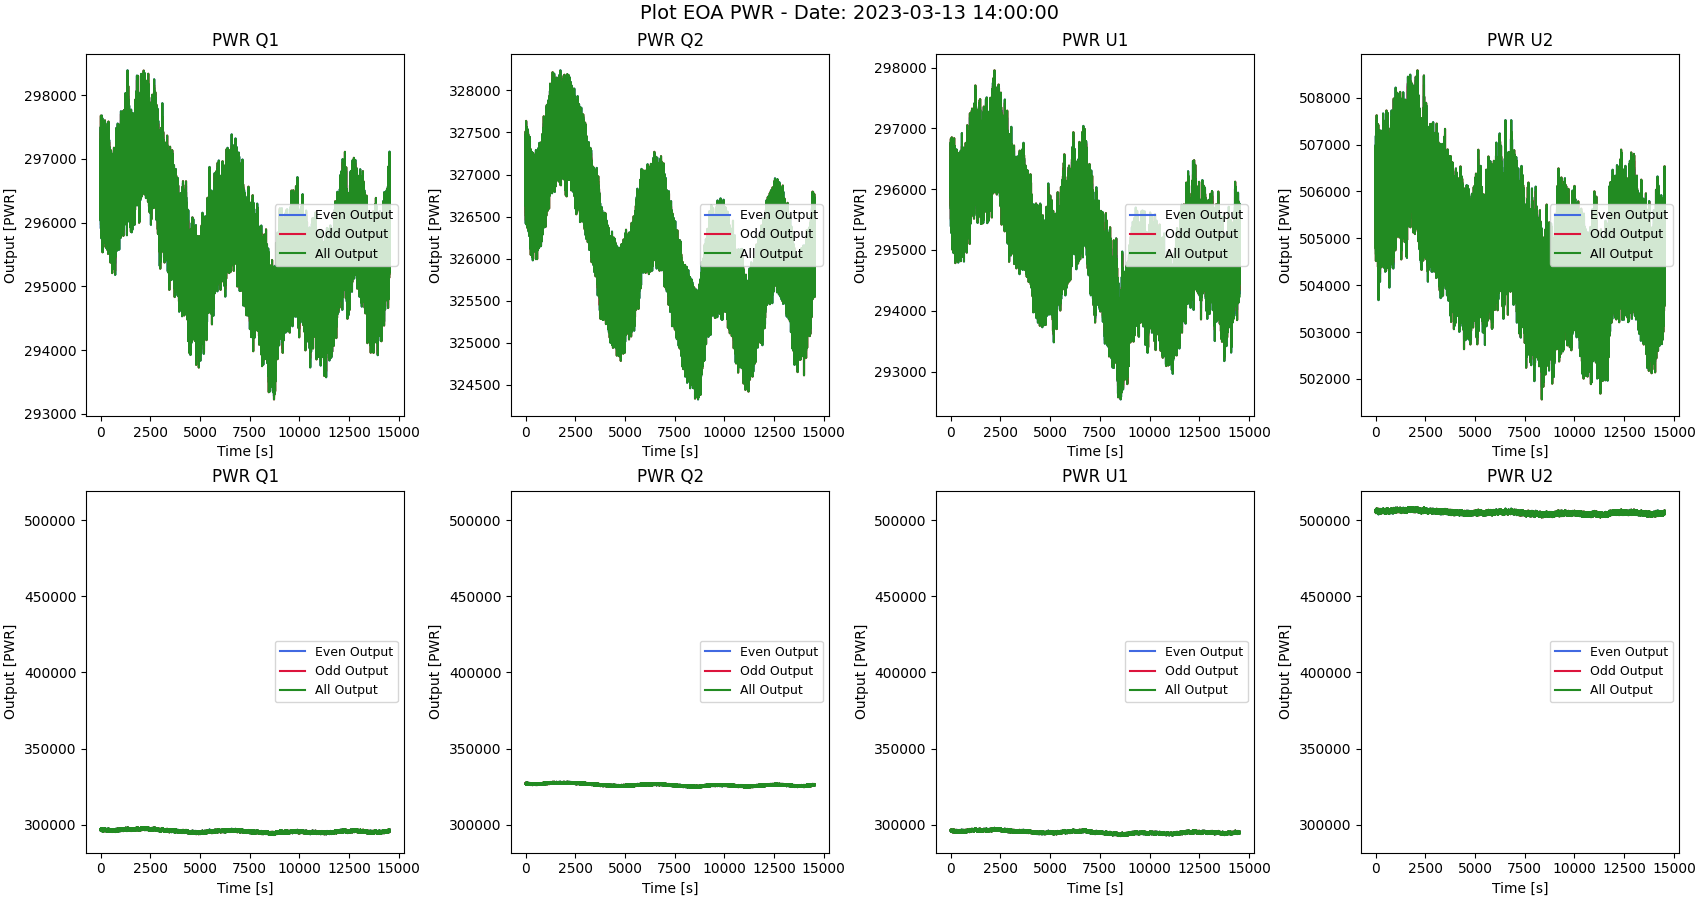 Plot EOA PWR - Date: 2023-03-13 14:00:00
PWR Q1
Output [PWR]
298000
297000
296000
295000
294000
293000
0 2500 5000 7500 10000 12500 15000
Time [s]
Even Output
Odd Output
All Output
PWR Q2
Output [PWR]
328000
327500
327000
326500
326000
325500
325000
324500
0 2500 5000 7500 10000 12500 15000
Time [s]
Even Output
Odd Output
All Output
PWR U1
Output [PWR]
298000
297000
296000
295000
294000
293000
0 2500 5000 7500 10000 12500 15000
Time [s]
Even Output
Odd Output
All Output
PWR U2
Output [PWR]
508000
507000
506000
505000
504000
503000
502000
0 2500 5000 7500 10000 12500 15000
Time [s]
Even Output
Odd Output
All Output
PWR Q1
Output [PWR]
500000
450000
400000
350000
300000
0 2500 5000 7500 10000 12500 15000
Time [s]
Even Output
Odd Output
All Output
PWR Q2
Output [PWR]
500000
450000
400000
350000
300000
0 2500 5000 7500 10000 12500 15000
Time [s]
Even Output
Odd Output
All Output
PWR U1
Output [PWR]
500000
450000
400000
350000
300000
0 2500 5000 7500 10000 12500 15000
Time [s]
Even Output
Odd Output
All Output
PWR U2
Output [PWR]
500000
450000
400000
350000
300000
0 2500 5000 7500 10000 12500 15000
Time [s]
Even Output
Odd Output
All Output